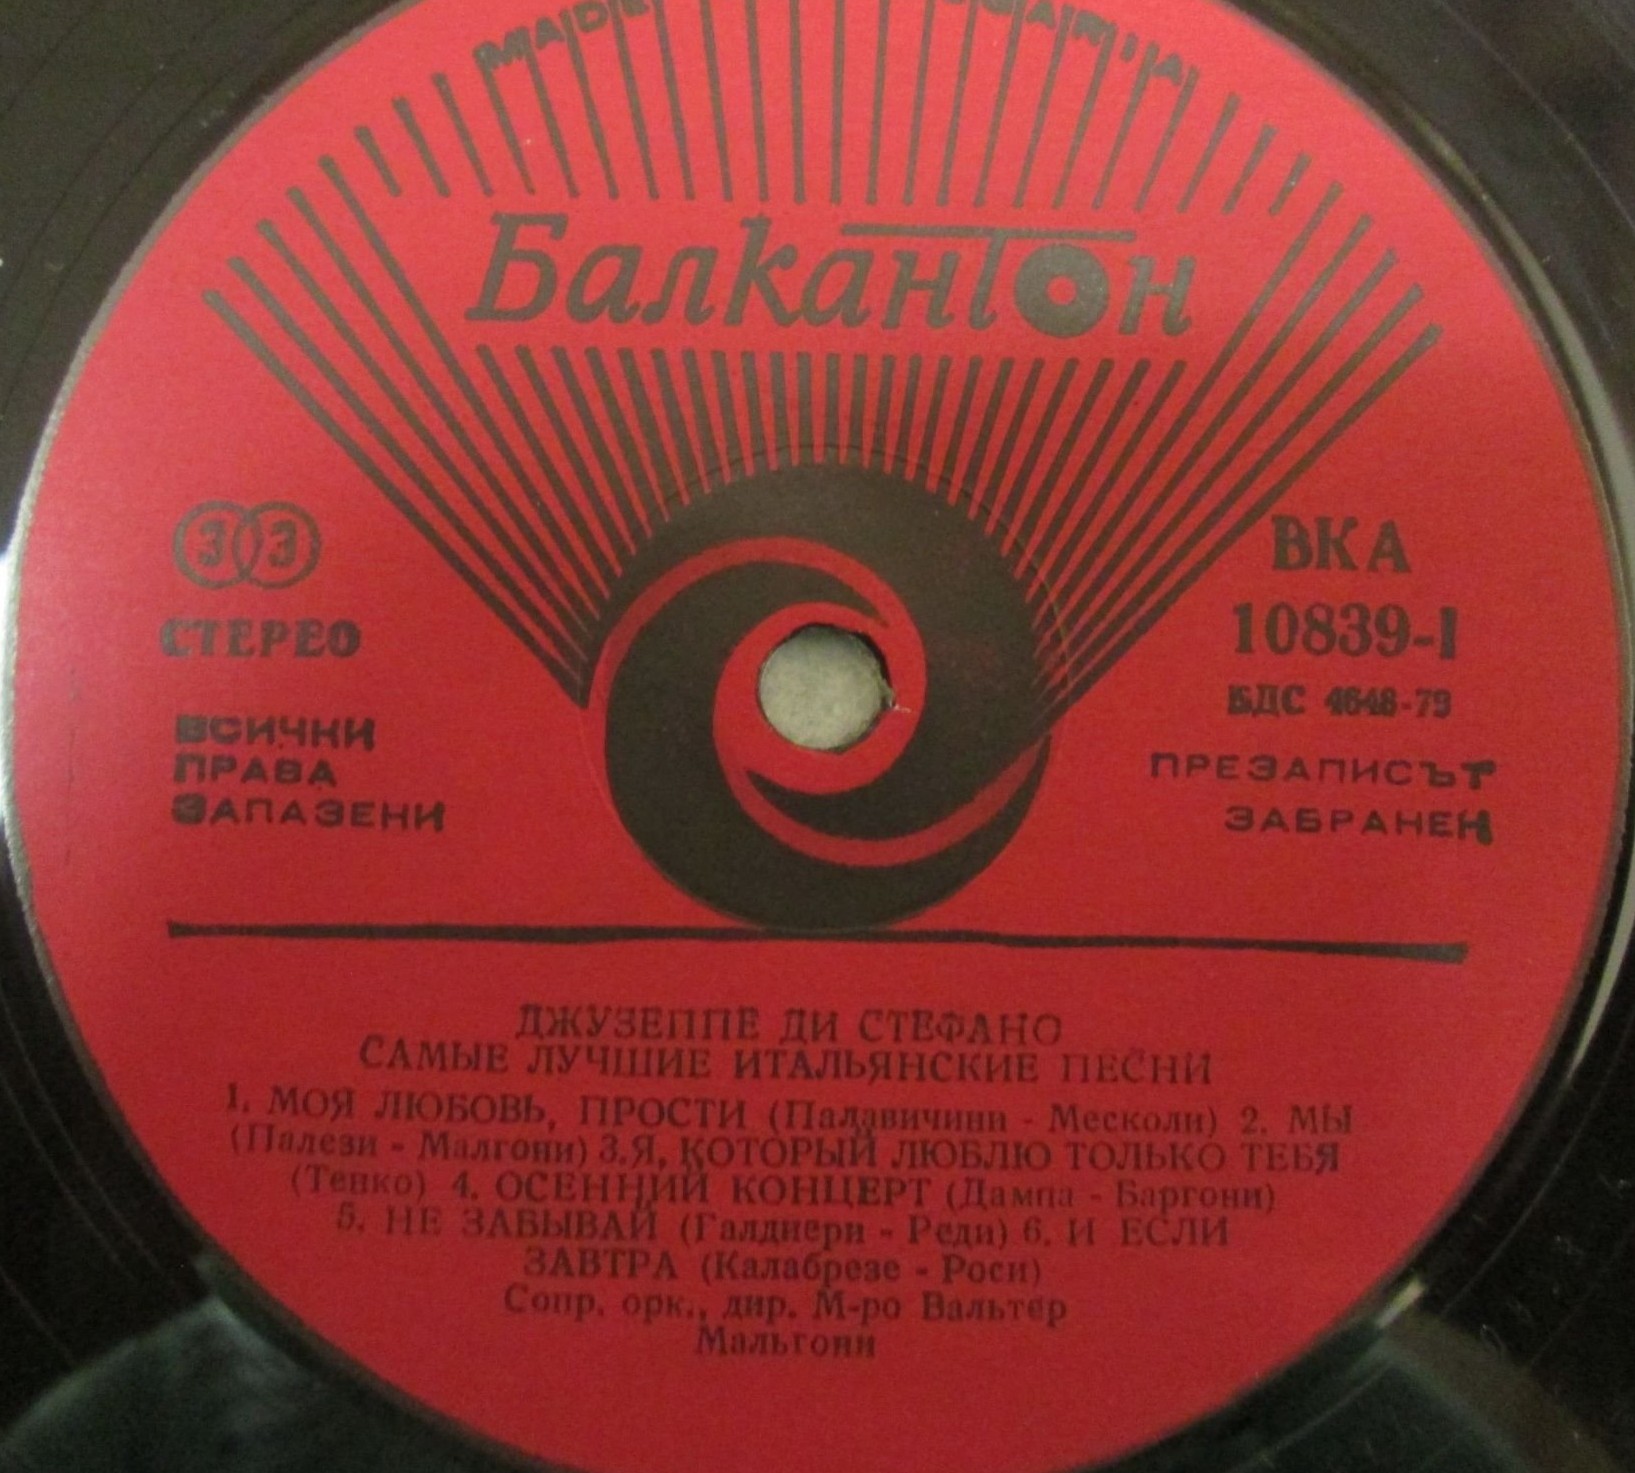 MADE
Балкантон
33
СТЕРЕО
ВСИЧКИ
ПРАВА
ЗАПАЗЕНИ
ВКА
10839-I
БДС 4648-79
ПРЕЗАПИСЪТ
ЗАБРАНЕН
ДЖУЗЕППЕ ДИ СТЕФАНО
САМЫЕ ЛУЧШИЕ ИТАЛЬЯНСКИЕ ПЕСНИ
1. МОЯ ЛЮБОВЬ, ПРОСТИ (Палавичини - Месколи) 2. МЫ
(Палези - Малгони) 3.Я, КОТОРЫЙ ЛЮБЛЮ ТОЛЬКО ТЕБЯ
(Тенко) 4. ОСЕННИЙ КОНЦЕРТ (Дампа - Баргони)
5. НЕ ЗАБЫВАЙ (Галдиери - Реди) 6. И ЕСЛИ
ЗАВТРА (Калабрезе - Роси)
Сопр. орк., дир. М-ро Вальтер
Мальгони